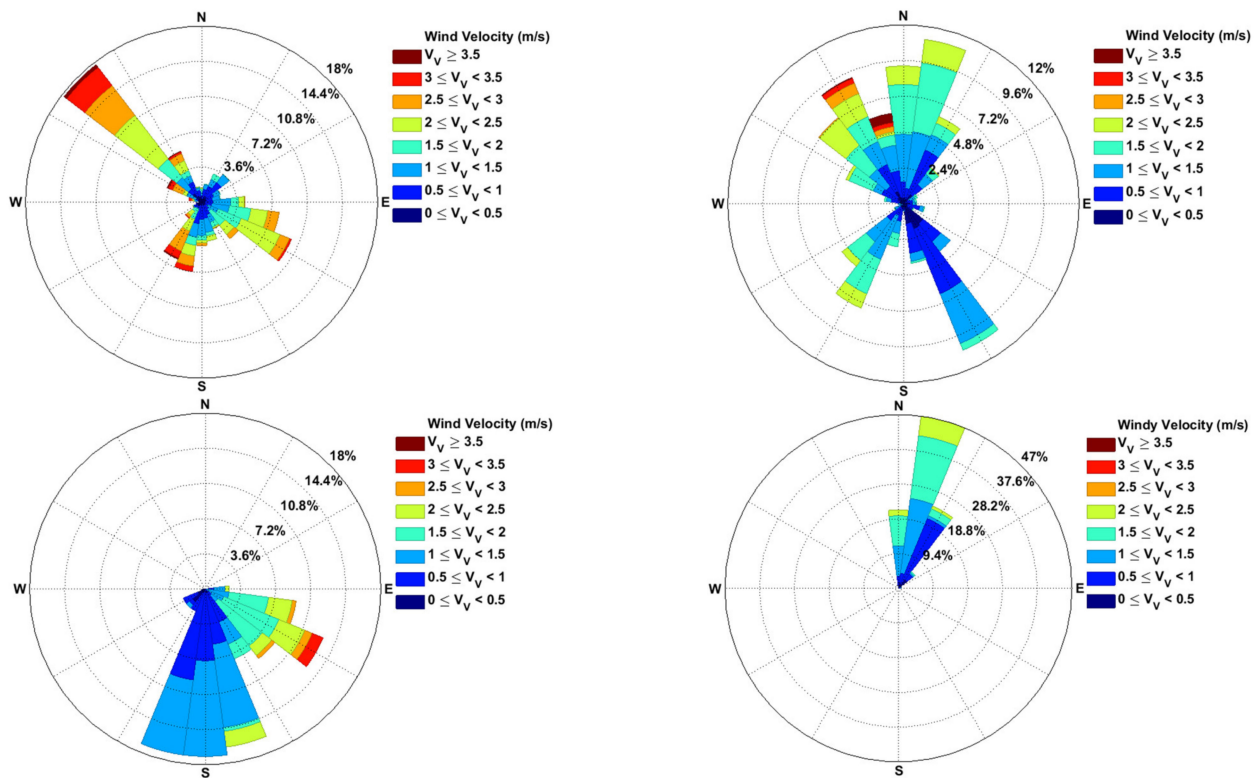 N
W
E
S
18%
14.4%
10.8%
7.2%
3.6%
Wind Velocity (m/s)
V_V ≥ 3.5
3 ≤ V_V < 3.5
2.5 ≤ V_V < 3
2 ≤ V_V < 2.5
1.5 ≤ V_V < 2
1 ≤ V_V < 1.5
0.5 ≤ V_V < 1
0 ≤ V_V < 0.5
N
W
E
S
12%
9.6%
7.2%
4.8%
2.4%
Wind Velocity (m/s)
V_V ≥ 3.5
3 ≤ V_V < 3.5
2.5 ≤ V_V < 3
2 ≤ V_V < 2.5
1.5 ≤ V_V < 2
1 ≤ V_V < 1.5
0.5 ≤ V_V < 1
0 ≤ V_V < 0.5
N
W
E
S
18%
14.4%
10.8%
7.2%
3.6%
Wind Velocity (m/s)
V_V ≥ 3.5
3 ≤ V_V < 3.5
2.5 ≤ V_V < 3
2 ≤ V_V < 2.5
1.5 ≤ V_V < 2
1 ≤ V_V < 1.5
0.5 ≤ V_V < 1
0 ≤ V_V < 0.5
N
W
E
S
47%
37.6%
28.2%
18.8%
9.4%
Windy Velocity (m/s)
V_V ≥ 3.5
3 ≤ V_V < 3.5
2.5 ≤ V_V < 3
2 ≤ V_V < 2.5
1.5 ≤ V_V < 2
1 ≤ V_V < 1.5
0.5 ≤ V_V < 1
0 ≤ V_V < 0.5